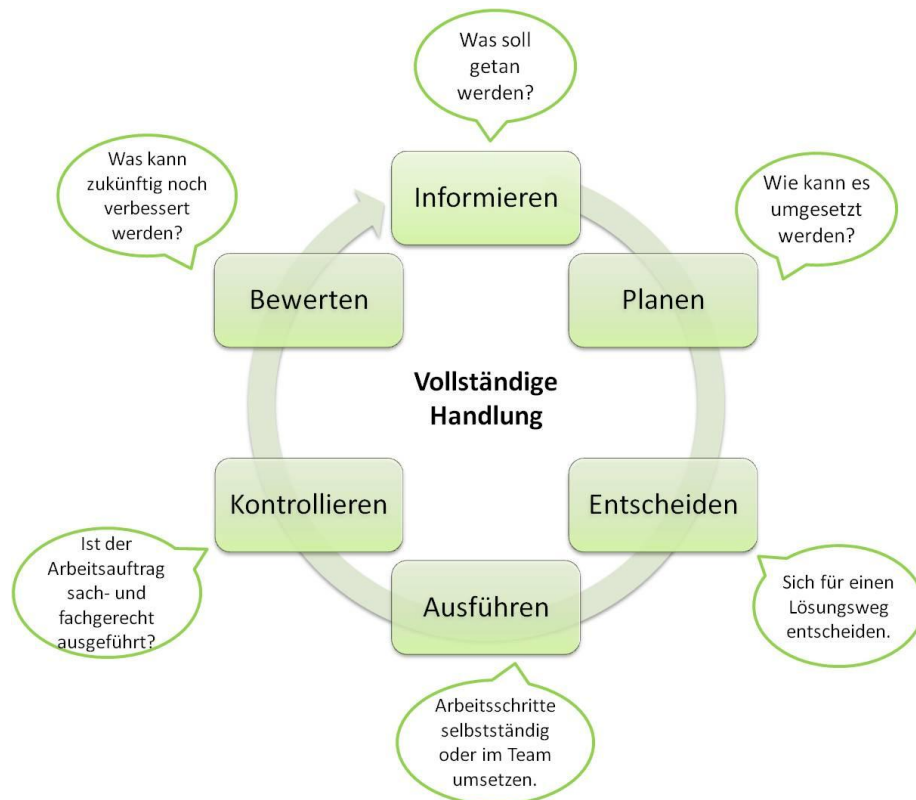 Was soll
getan
werden?
Informieren
Wie kann es
umgesetzt
werden?
Planen
Sich für einen
Lösungsweg
entscheiden.
Entscheiden
Ausführen
Arbeitsschritte
selbstständig
oder im Team
umsetzen.
Kontrollieren
Ist der
Arbeitsauftrag
sach- und
fachgerecht
ausgeführt?
Bewerten
Was kann
zukünftig noch
verbessert
werden?
Vollständige
Handlung